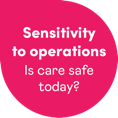 Sensitivity
to operations
Is care safe
today?